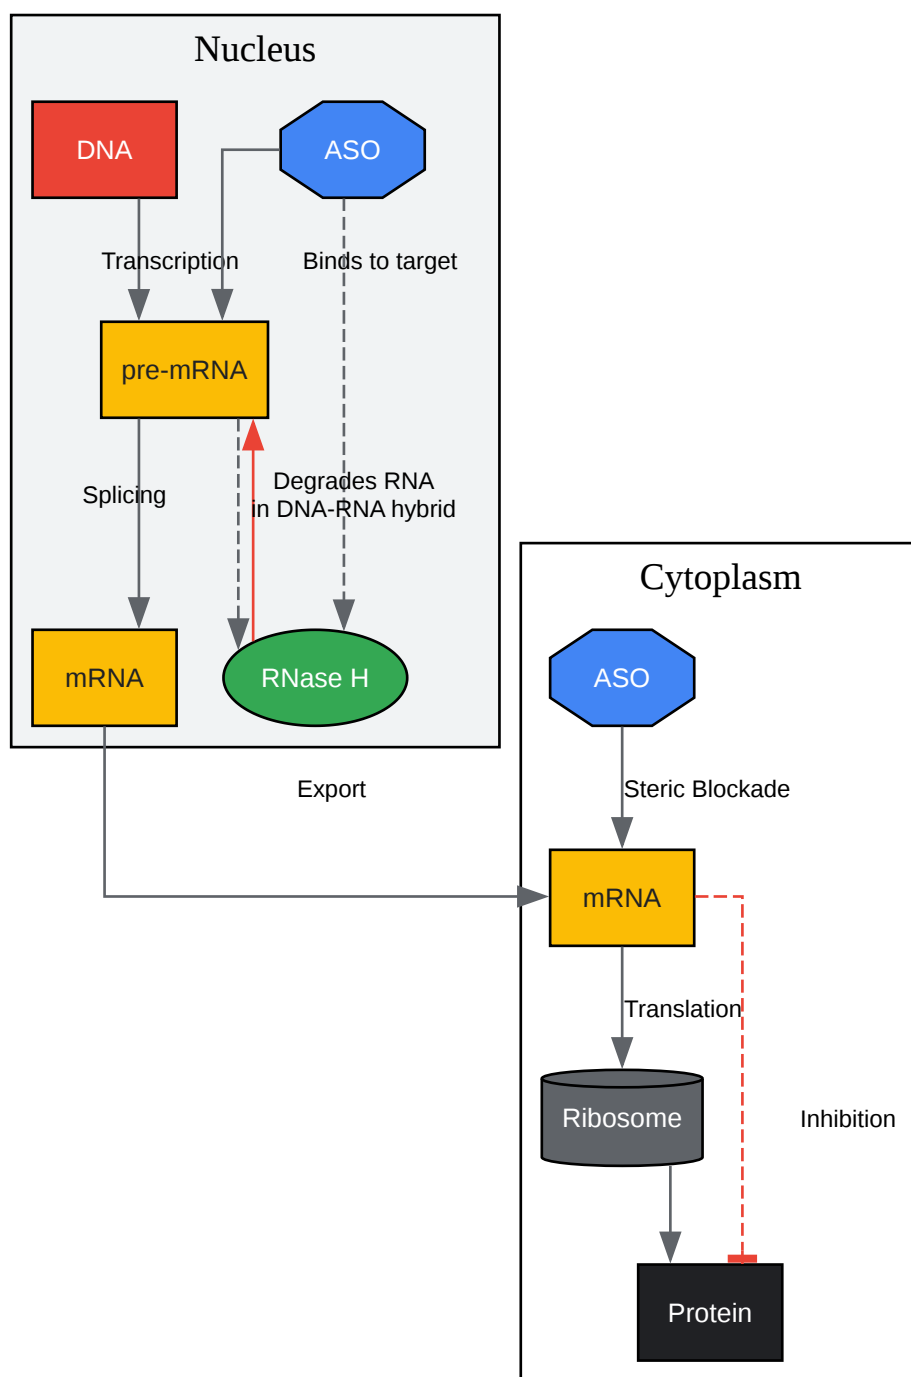 Nucleus
DNA
ASO
Transcription
Binds to target
pre-mRNA
Splicing
Degrades RNA
in DNA-RNA hybrid
mRNA
RNase H
Export
Cytoplasm
ASO
Steric Blockade
mRNA
Translation
Ribosome
Inhibition
Protein